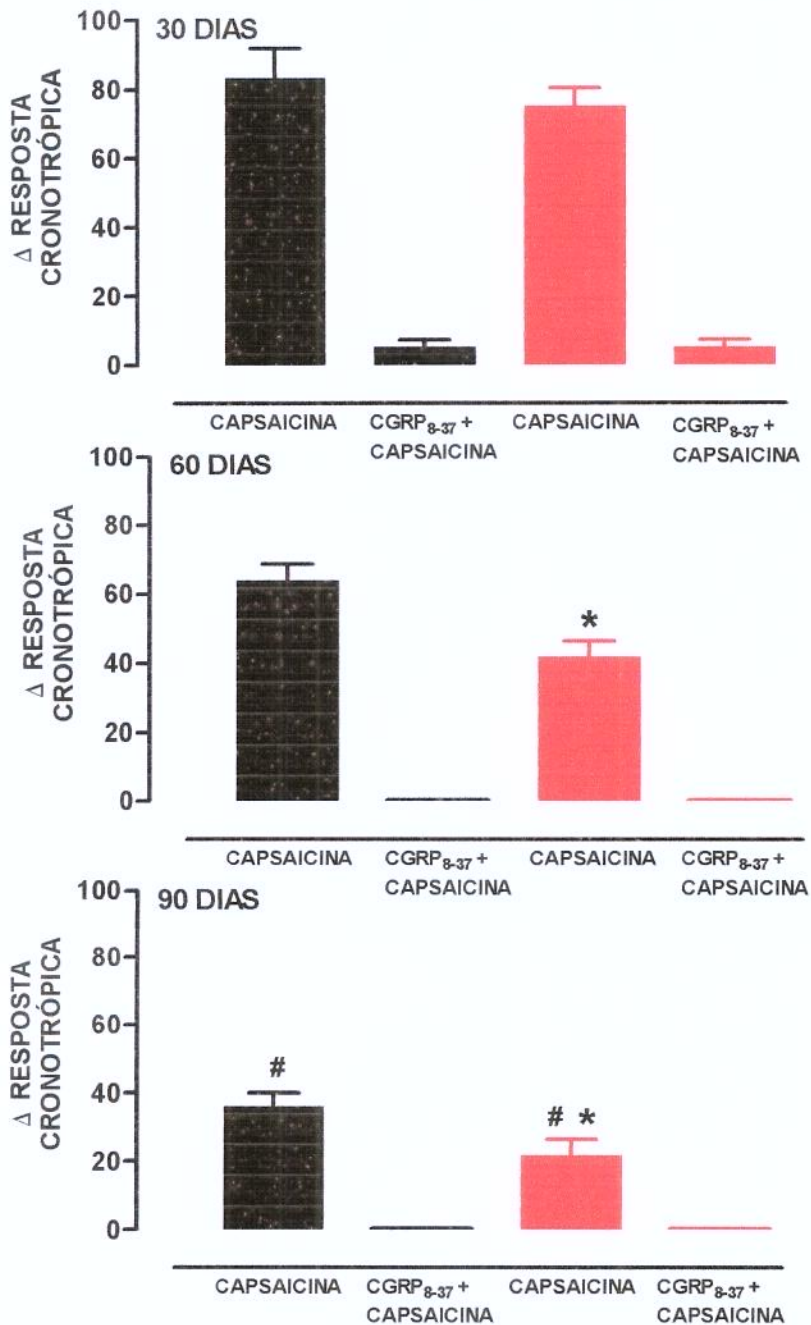 30 DIAS
Δ RESPOSTA
CRONOTRÓPICA
100
80
60
40
20
0
CAPSAICINA
CGRP8-37 +
CAPSAICINA
CAPSAICINA
CGRP8-37 +
CAPSAICINA
60 DIAS
Δ RESPOSTA
CRONOTRÓPICA
100
80
60
40
20
0
*
CAPSAICINA
CGRP8-37 +
CAPSAICINA
CAPSAICINA
CGRP8-37 +
CAPSAICINA
90 DIAS
Δ RESPOSTA
CRONOTRÓPICA
100
80
60
40
20
0
#
# *
CAPSAICINA
CGRP8-37 +
CAPSAICINA
CAPSAICINA
CGRP8-37 +
CAPSAICINA